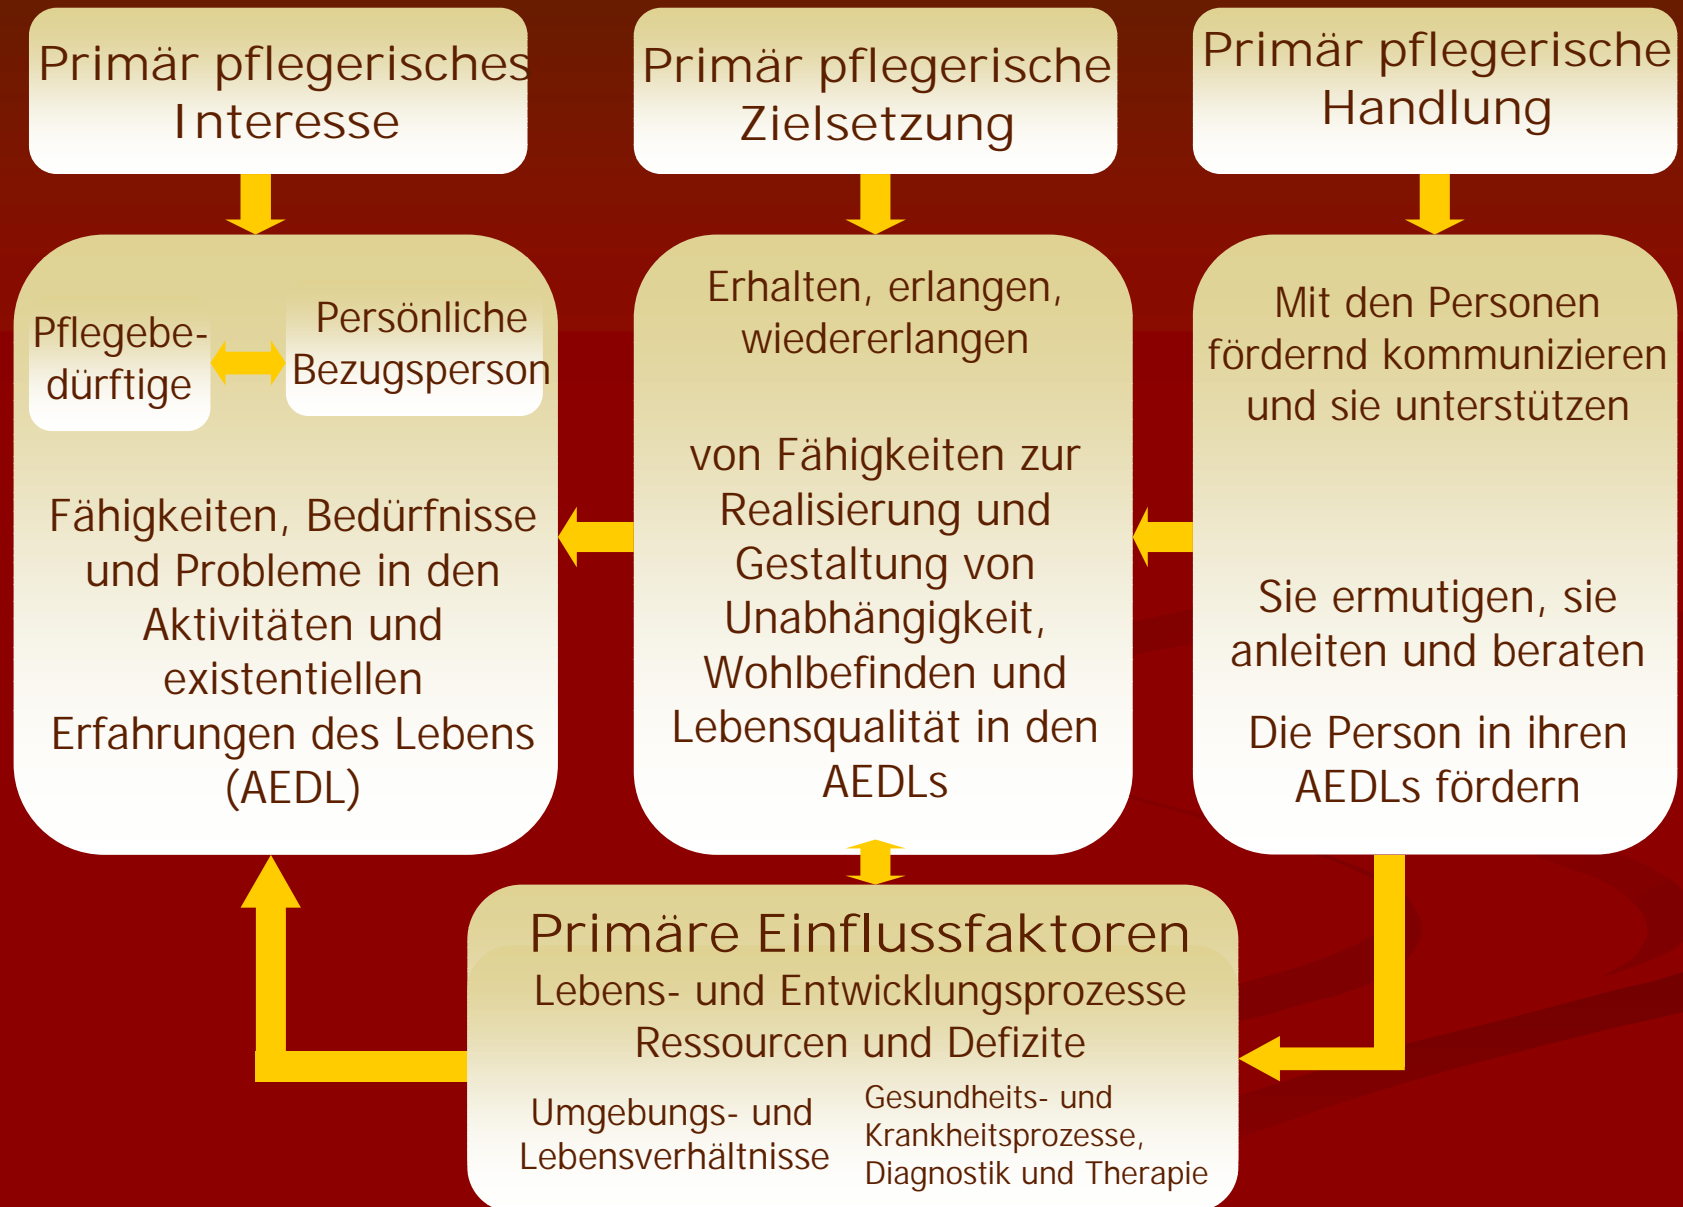 Primär pflegerisches
Interesse
Primär pflegerische
Zielsetzung
Primär pflegerische
Handlung
Pflegebe-
dürftige
Persönliche
Bezugsperson
Fähigkeiten, Bedürfnisse
und Probleme in den
Aktivitäten und
existentiellen
Erfahrungen des Lebens
(AEDL)
Erhalten, erlangen,
wiedererlangen
von Fähigkeiten zur
Realisierung und
Gestaltung von
Unabhängigkeit,
Wohlbefinden und
Lebensqualität in den
AEDLs
Mit den Personen
fördernd kommunizieren
und sie unterstützen
Sie ermutigen, sie
anleiten und beraten
Die Person in ihren
AEDLs fördern
Primäre Einflussfaktoren
Lebens- und Entwicklungsprozesse
Ressourcen und Defizite
Umgebungs- und
Lebensverhältnisse
Gesundheits- und
Krankheitsprozesse,
Diagnostik und Therapie